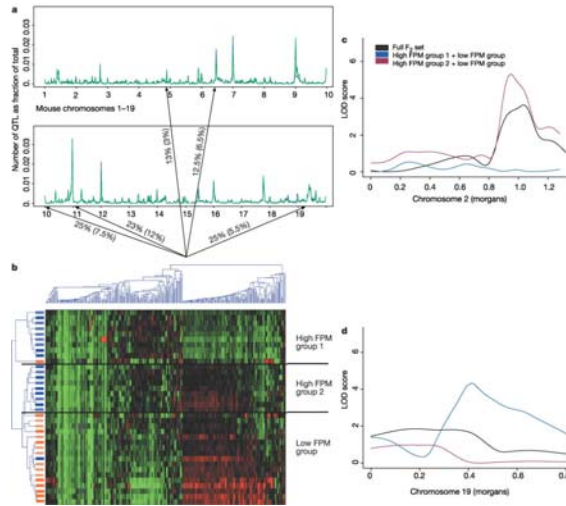 a
Number of QTL as fraction of total
0. 0.01 0.02 0.03
1 2 3 4 5 6 7 8 9 10
Mouse chromosomes 1–19
0. 0.01 0.02 0.03
10 11 12 13 14 15 16 17 18 19
13% (3%)
12.5% (6.5%)
25% (7.5%)
23% (12%)
25% (5.5%)
b
High FPM
group 1
High FPM
group 2
Low FPM
group
c
Full F2 set
High FPM group 1 + low FPM group
High FPM group 2 + low FPM group
LOD score
0 2 4 6
0.0 0.2 0.4 0.6 0.8 1.0 1.2
Chromosome 2 (morgans)
d
LOD score
0 2 4 6
0.0 0.2 0.4 0.6 0.8
Chromosome 19 (morgans)